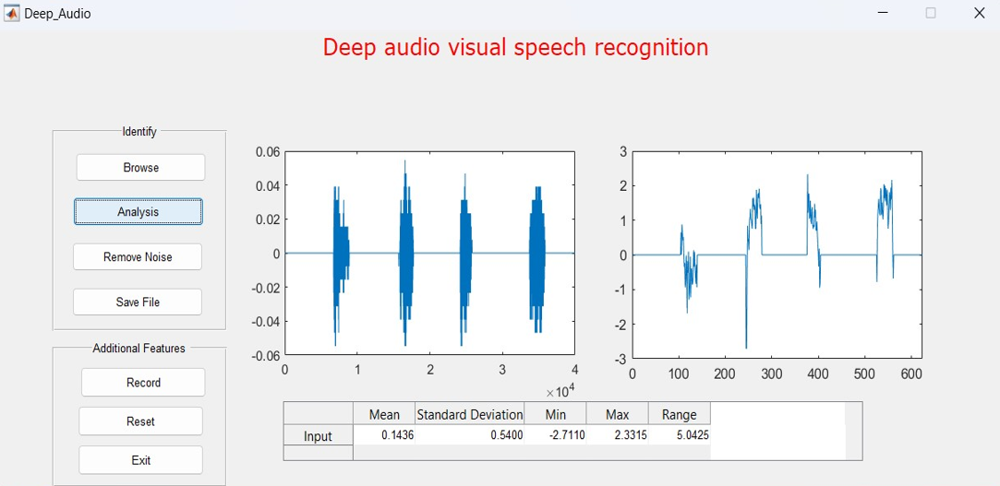 Deep_Audio
Deep audio visual speech recognition
Identify
Browse
Analysis
Remove Noise
Save File
Additional Features
Record
Reset
Exit
0.06
0.04
0.02
0
-0.02
-0.04
-0.06
0 1 2 3 4
×10⁴
3
2
1
0
-1
-2
-3
0 100 200 300 400 500 600
Mean Standard Deviation Min Max Range
Input 0.1436 0.5400 -2.7110 2.3315 5.0425